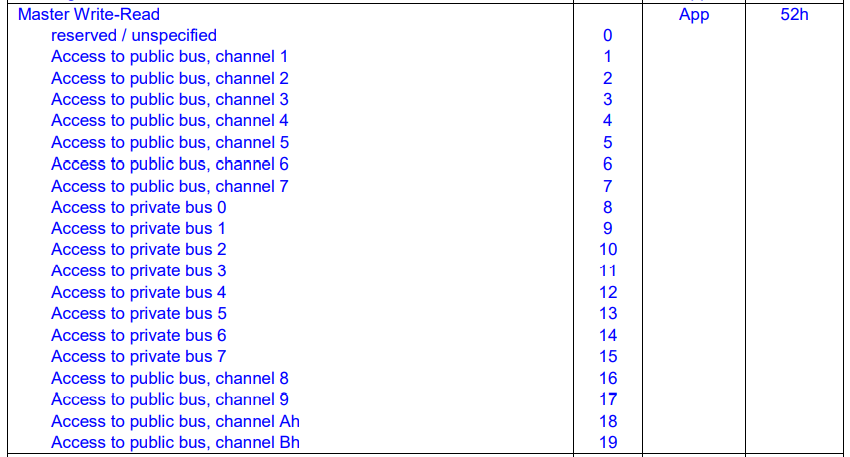 Master Write-Read App 52h
reserved / unspecified 0
Access to public bus, channel 1 1
Access to public bus, channel 2 2
Access to public bus, channel 3 3
Access to public bus, channel 4 4
Access to public bus, channel 5 5
Access to public bus, channel 6 6
Access to public bus, channel 7 7
Access to private bus 0 8
Access to private bus 1 9
Access to private bus 2 10
Access to private bus 3 11
Access to private bus 4 12
Access to private bus 5 13
Access to private bus 6 14
Access to private bus 7 15
Access to public bus, channel 8 16
Access to public bus, channel 9 17
Access to public bus, channel Ah 18
Access to public bus, channel Bh 19